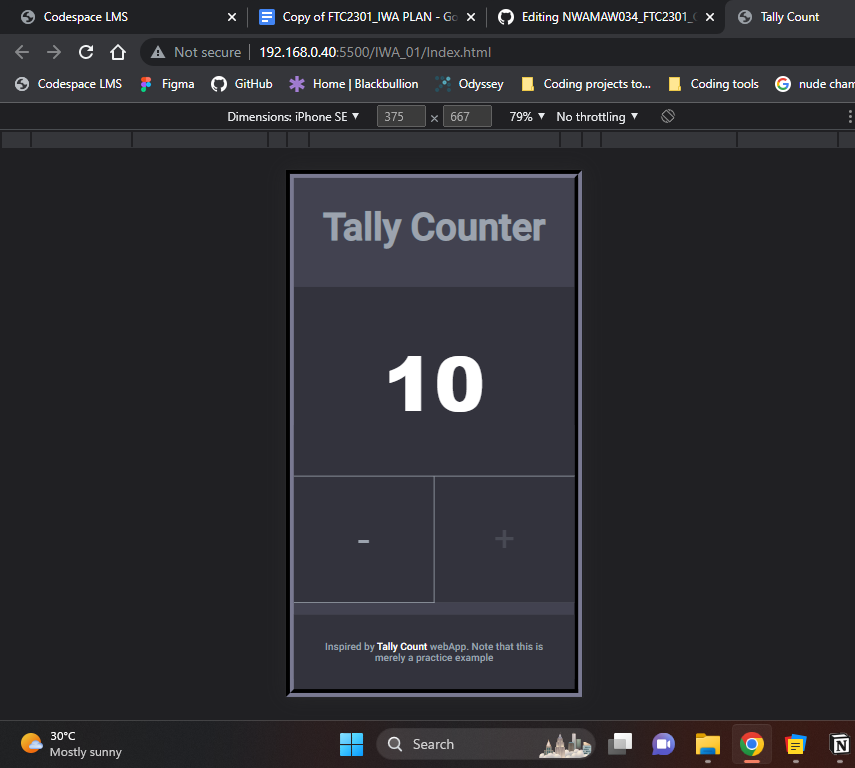 Codespace LMS
Copy of FTC2301_IWA PLAN - Go
Editing NWAMAW034_FTC2301_
Tally Count
Not secure
192.168.0.40:5500/IWA_01/Index.html
Codespace LMS
Figma
GitHub
Home | Blackbullion
Odyssey
Coding projects to...
Coding tools
nude cham
Dimensions: iPhone SE
375 × 667
79%
No throttling
Tally Counter
10
- +
Inspired by Tally Count webApp. Note that this is
merely a practice example
30°C
Mostly sunny
Search